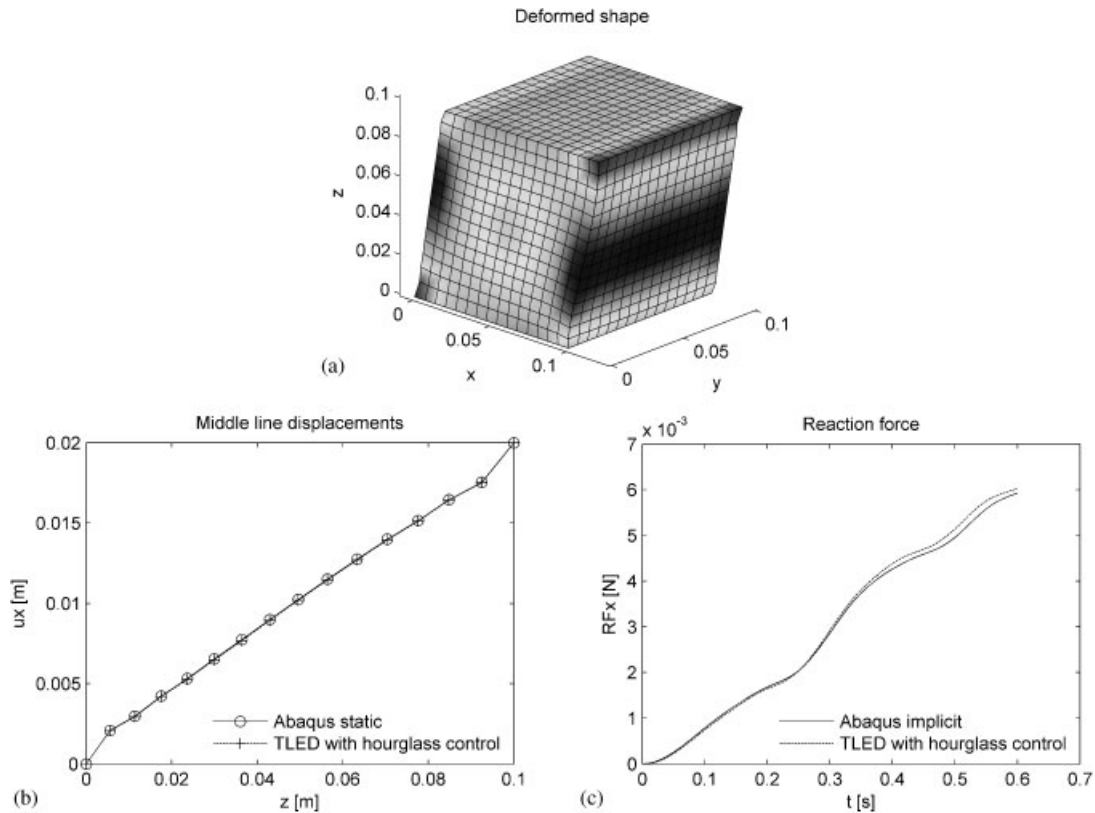 Deformed shape
0.1
0.08
0.06
0.04
0.02
0
z
0
0.05
0.1
x
0
0.05
0.1
y
(a)
Middle line displacements
0.02
0.015
0.01
0.005
0
ux [m]
0
0.02
0.04
0.06
0.08
0.1
z [m]
Abaqus static
TLED with hourglass control
(b)
Reaction force
x 10⁻³
7
6
5
4
3
2
1
0
RFx [N]
0
0.1
0.2
0.3
0.4
0.5
0.6
0.7
t [s]
Abaqus implicit
TLED with hourglass control
(c)